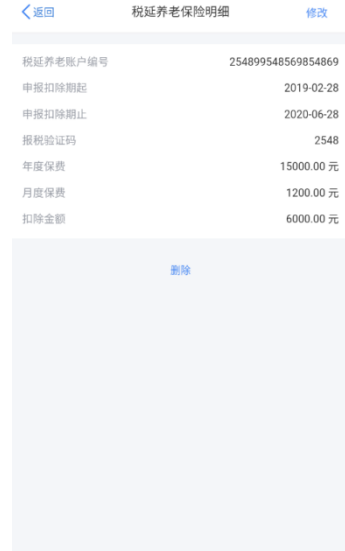 返回 税延养老保险明细 修改
税延养老账户编号 254899548569854869
申报扣除期起 2019-02-28
申报扣除期止 2020-06-28
报税验证码 2548
年度保费 15000.00 元
月度保费 1200.00 元
扣除金额 6000.00 元
删除